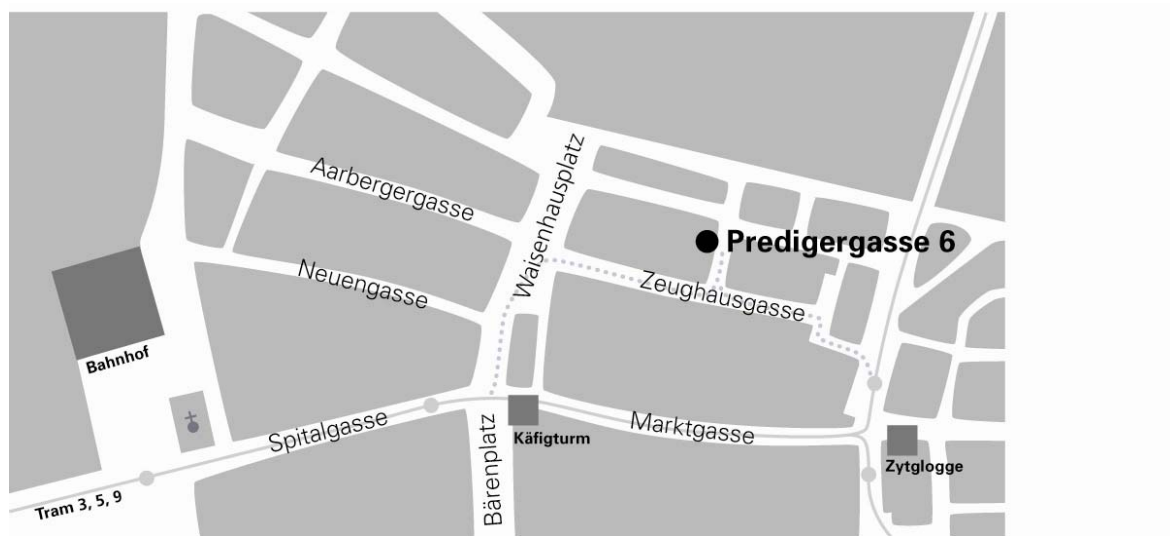 Aarbergergasse
Waisenhausplatz
Predigergasse 6
Neuengasse
Zeughausgasse
Bahnhof
Spitalgasse
Bärenplatz
Käfigturm
Marktgasse
Zytglogge
Tram 3, 5, 9